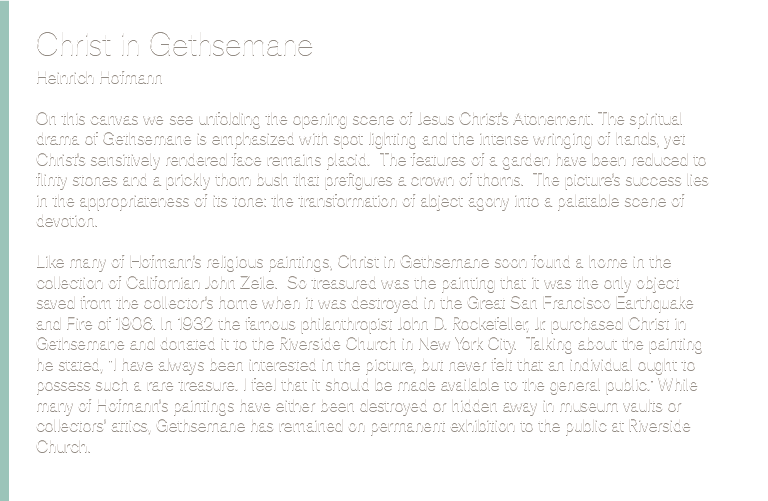 Christ in Gethsemane
Heinrich Hofmann
On this canvas we see unfolding the opening scene of Jesus Christ's Atonement. The spiritual
drama of Gethsemane is emphasized with spot lighting and the intense wringing of hands, yet
Christ's sensitively rendered face remains placid.  The features of a garden have been reduced to
flinty stones and a prickly thorn bush that prefigures a crown of thorns.  The picture's success lies
in the appropriateness of its tone: the transformation of abject agony into a palatable scene of
devotion.
Like many of Hofmann's religious paintings, Christ in Gethsemane soon found a home in the
collection of Californian John Zeile.  So treasured was the painting that it was the only object
saved from the collector's home when it was destroyed in the Great San Francisco Earthquake
and Fire of 1906. In 1932 the famous philanthropist John D. Rockefeller, Jr. purchased Christ in
Gethsemane and donated it to the Riverside Church in New York City.  Talking about the painting
he stated, "I have always been interested in the picture, but never felt that an individual ought to
possess such a rare treasure. I feel that it should be made available to the general public." While
many of Hofmann's paintings have either been destroyed or hidden away in museum vaults or
collectors' attics, Gethsemane has remained on permanent exhibition to the public at Riverside
Church.